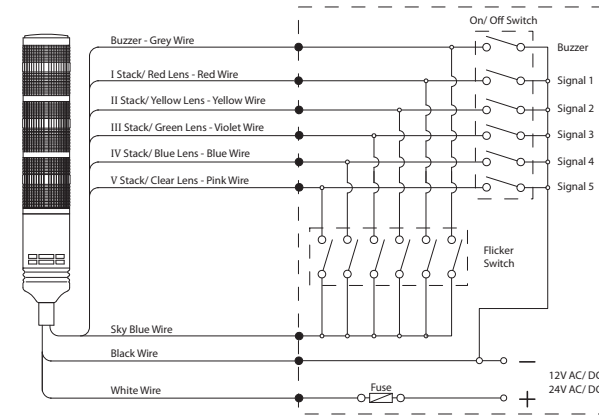 On/ Off Switch
Buzzer - Grey Wire
Buzzer
I Stack/ Red Lens - Red Wire
Signal 1
II Stack/ Yellow Lens - Yellow Wire
Signal 2
III Stack/ Green Lens - Violet Wire
Signal 3
IV Stack/ Blue Lens - Blue Wire
Signal 4
V Stack/ Clear Lens - Pink Wire
Signal 5
Flicker
Switch
Sky Blue Wire
Black Wire
−
12V AC/ DC
24V AC/ DC
White Wire
Fuse
+